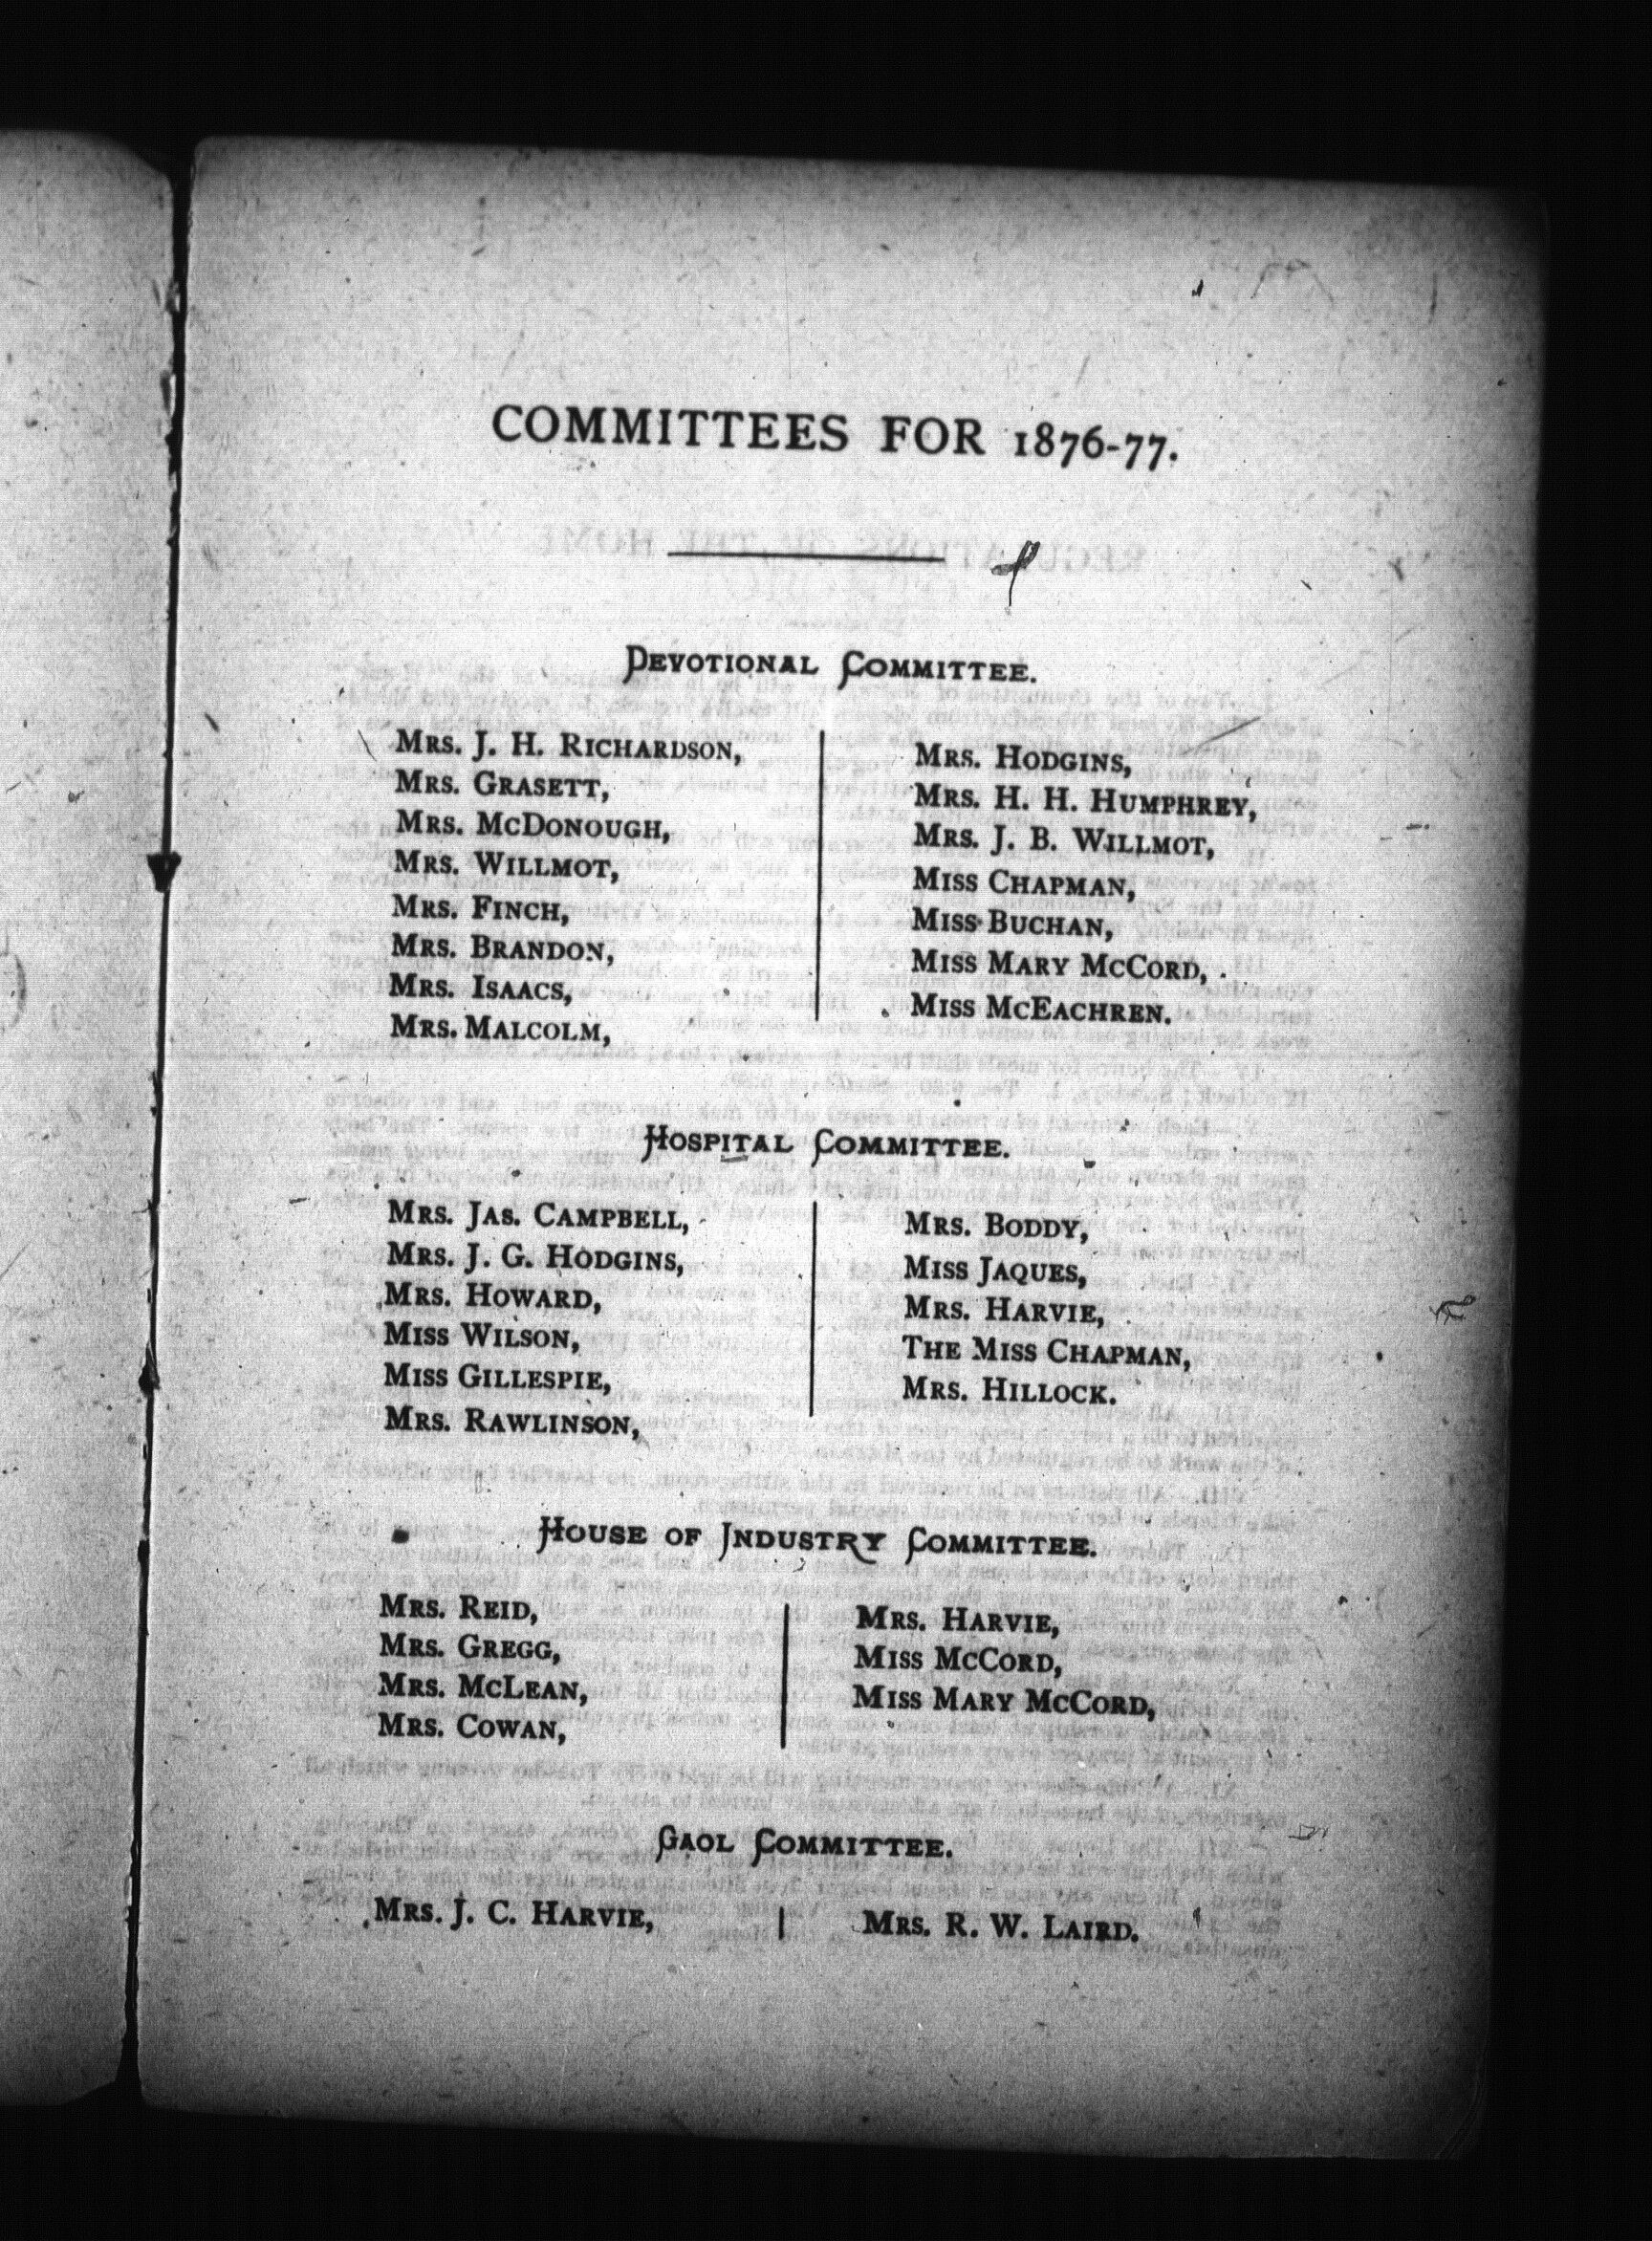 COMMITTEES FOR 1876-77.
DEVOTIONAL COMMITTEE.
MRS. J. H. RICHARDSON,
MRS. GRASETT,
MRS. MCDONOUGH,
MRS. WILLMOT,
MRS. FINCH,
MRS. BRANDON,
MRS. ISAACS,
MRS. MALCOLM,
MRS. HODGINS,
MRS. H. H. HUMPHREY,
MRS. J. B. WILLMOT,
MISS CHAPMAN,
MISS BUCHAN,
MISS MARY MCCORD,
MISS MCEACHREN.
HOSPITAL COMMITTEE.
MRS. JAS. CAMPBELL,
MRS. J. G. HODGINS,
MRS. HOWARD,
MISS WILSON,
MISS GILLESPIE,
MRS. RAWLINSON,
MRS. BODDY,
MISS JAQUES,
MRS. HARVIE,
THE MISS CHAPMAN,
MRS. HILLOCK.
HOUSE OF INDUSTRY COMMITTEE.
MRS. REID,
MRS. GREGG,
MRS. MCLEAN,
MRS. COWAN,
MRS. HARVIE,
MISS MCCORD,
MISS MARY MCCORD,
GAOL COMMITTEE.
MRS. J. C. HARVIE,
MRS. R. W. LAIRD.